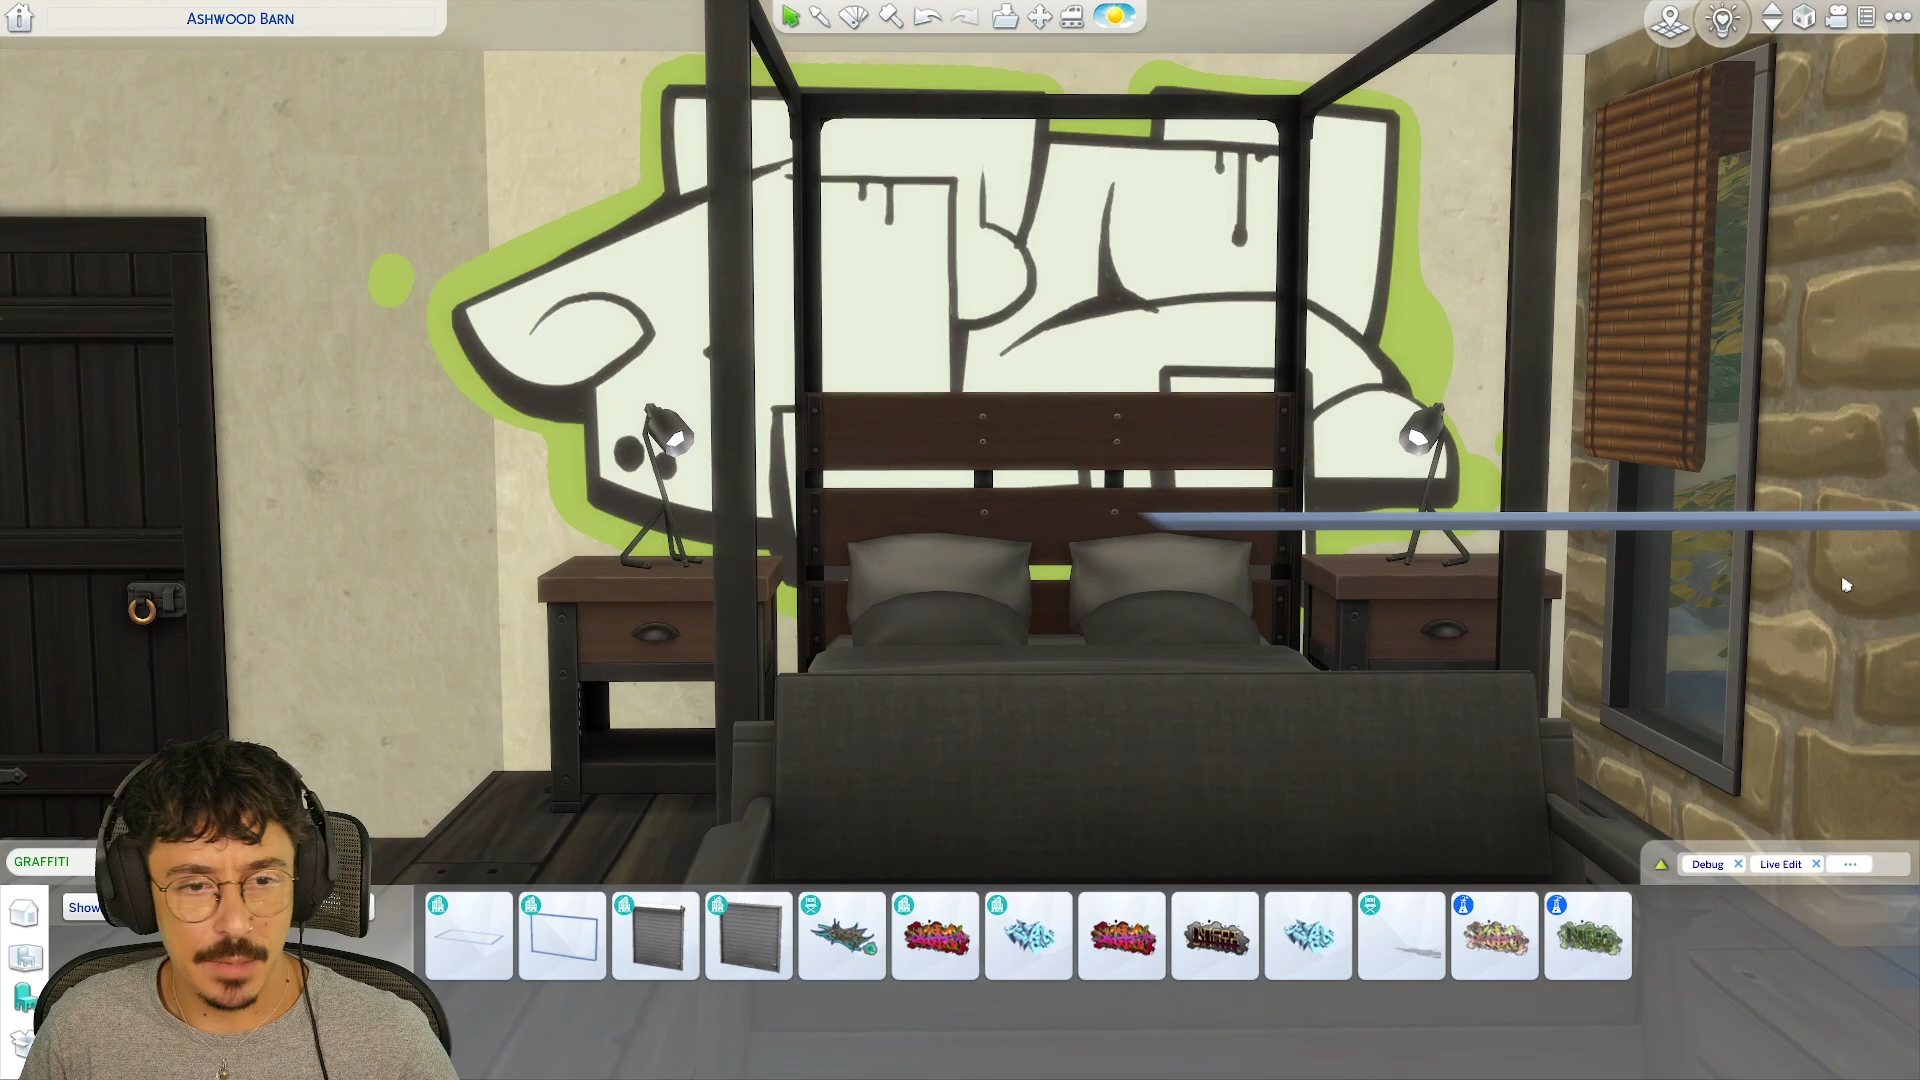 ASHWOOD BARN
GRAFFITI
Debug
Live Edit
...
Show